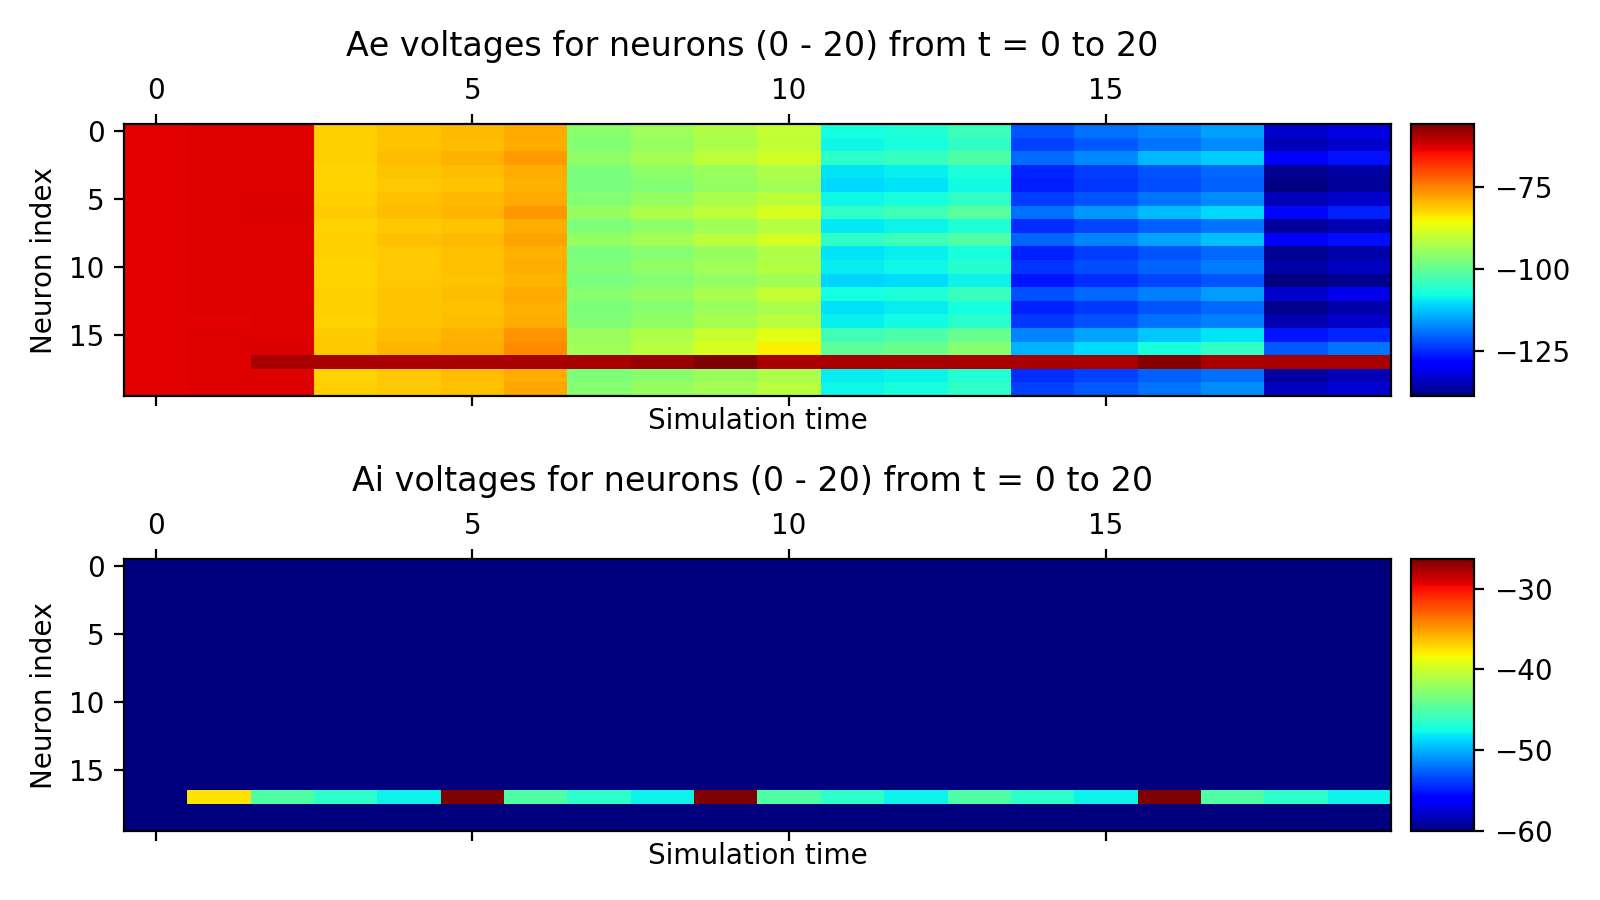 Ae voltages for neurons (0 - 20) from t = 0 to 20
0 5 10 15
Neuron index
0
5
10
15
Simulation time
−75
−100
−125
Ai voltages for neurons (0 - 20) from t = 0 to 20
0 5 10 15
Neuron index
0
5
10
15
Simulation time
−30
−40
−50
−60